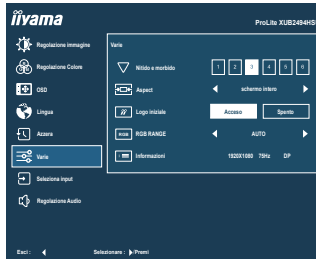 iiyama
ProLite XUB2494HS
Regolazione immagine
Regolazione Colore
OSD
Lingua
Azzera
Varie
Seleziona input
Regolazione Audio
Varie
Nitido e morbido 1 2 3 4 5 6
Aspect schermo intero
Logo iniziale Acceso Spento
RGB RGB RANGE AUTO
Informazioni 1920X1080 75Hz DP
Esci : Selezionare : /Premi